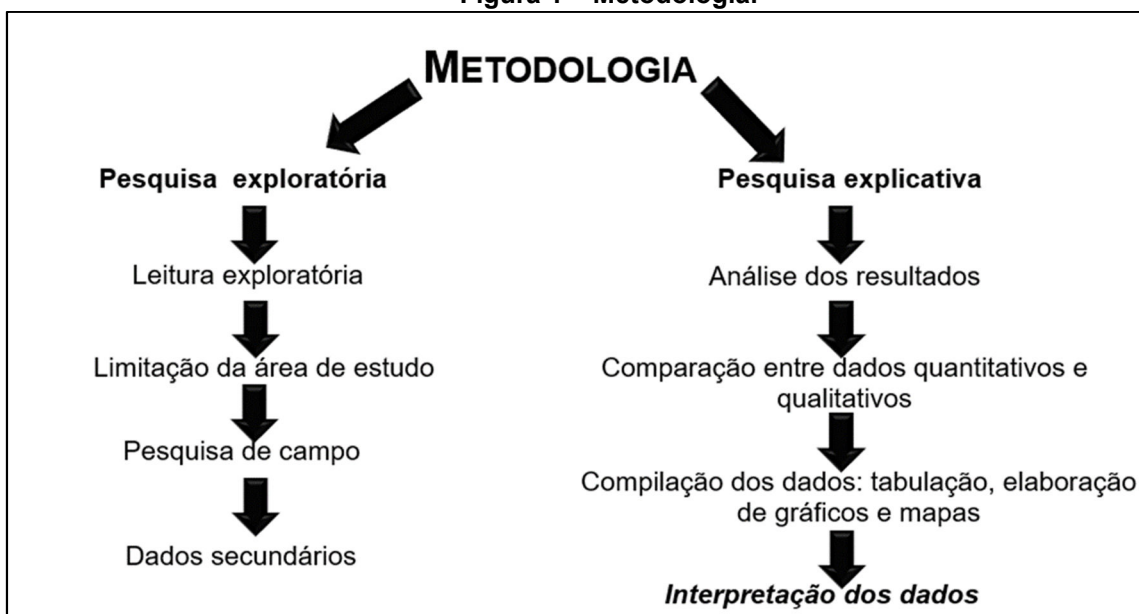 Figura 1 – Metodologia.
METODOLOGIA
Pesquisa exploratória
Leitura exploratória
Limitação da área de estudo
Pesquisa de campo
Dados secundários
Pesquisa explicativa
Análise dos resultados
Comparação entre dados quantitativos e
qualitativos
Compilação dos dados: tabulação, elaboração
de gráficos e mapas
Interpretação dos dados